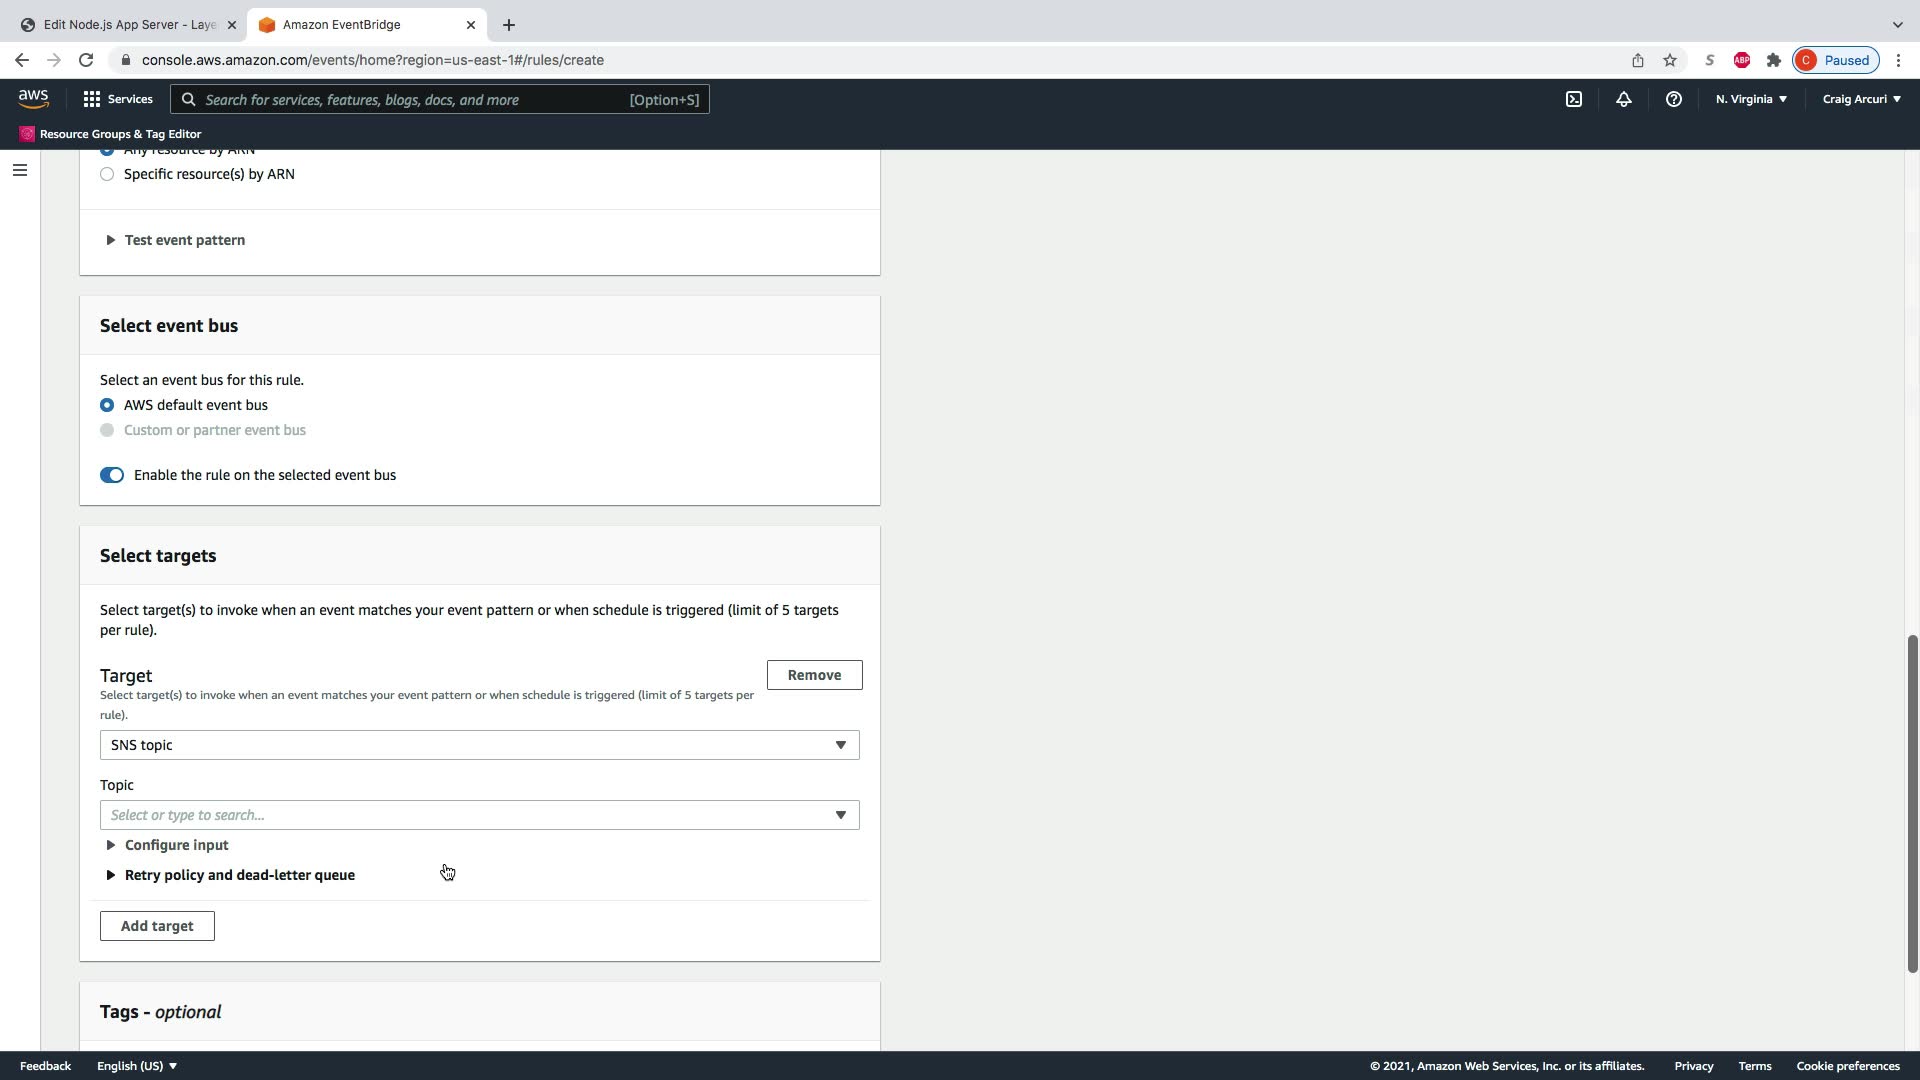 Edit Node.js App Server - Laye
Amazon EventBridge
console.aws.amazon.com/events/home?region=us-east-1#/rules/create
S
ABP
C
Paused
aws
Services
Search for services, features, blogs, docs, and more
[Option+S]
N. Virginia
Craig Arcuri
Resource Groups & Tag Editor
Any resource by ARN
Specific resource(s) by ARN
Test event pattern
Select event bus
Select an event bus for this rule.
AWS default event bus
Custom or partner event bus
Enable the rule on the selected event bus
Select targets
Select target(s) to invoke when an event matches your event pattern or when schedule is triggered (limit of 5 targets
per rule).
Target
Remove
Select target(s) to invoke when an event matches your event pattern or when schedule is triggered (limit of 5 targets per
rule).
SNS topic
Topic
Select or type to search...
Configure input
Retry policy and dead-letter queue
Add target
Tags - optional
Feedback
English (US)
© 2021, Amazon Web Services, Inc. or its affiliates.
Privacy
Terms
Cookie preferences